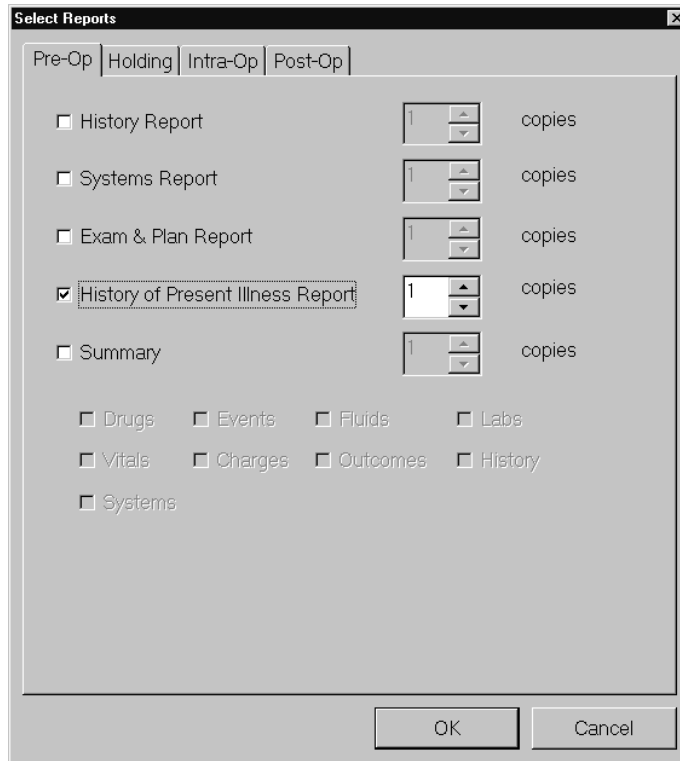 Select Reports
Pre-Op Holding Intra-Op Post-Op
History Report 1 copies
Systems Report 1 copies
Exam & Plan Report 1 copies
History of Present Illness Report 1 copies
Summary 1 copies
Drugs Events Fluids Labs
Vitals Charges Outcomes History
Systems
OK Cancel